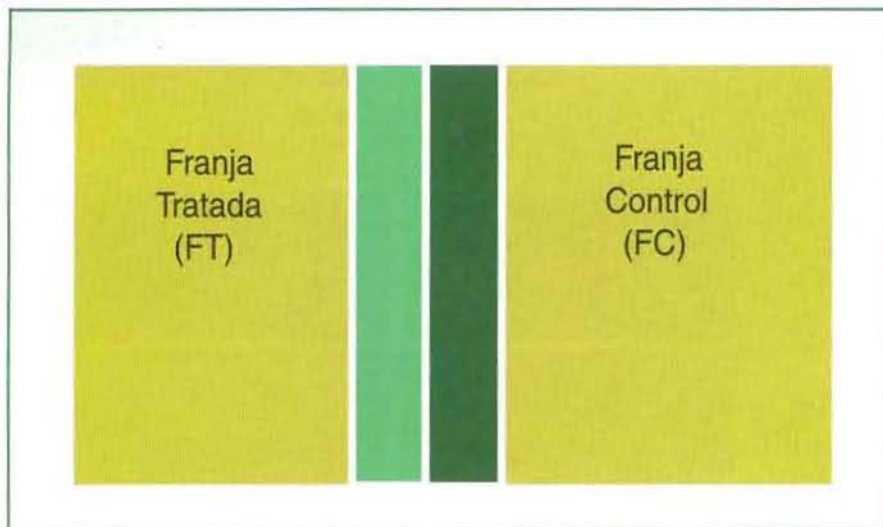 Franja
Tratada
(FT)
Franja
Control
(FC)